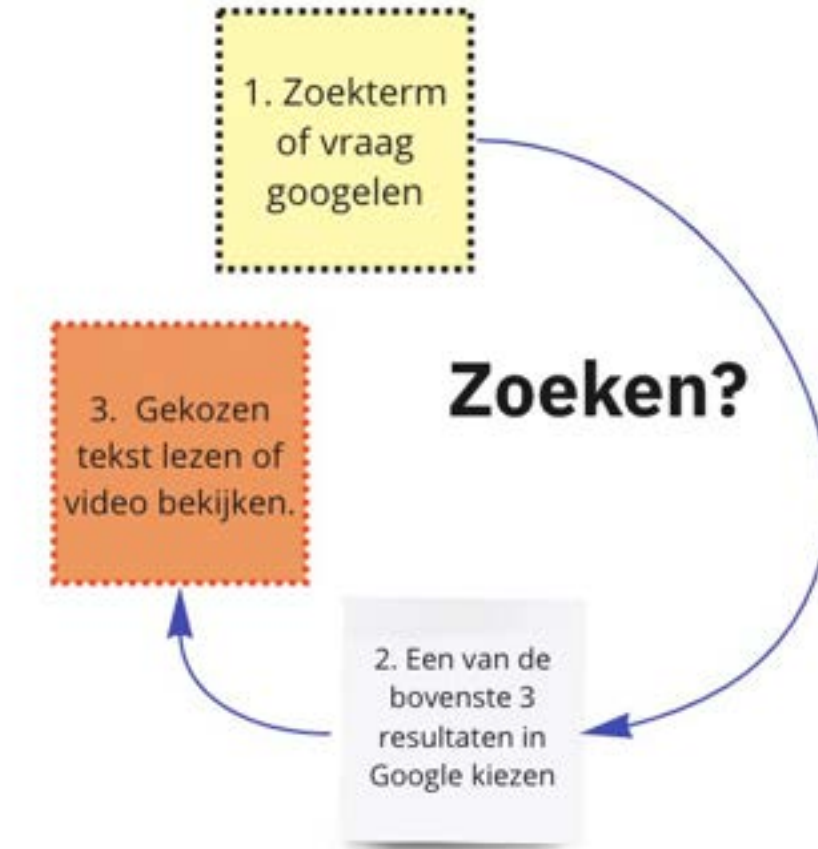 1. Zoekterm
of vraag
googelen
Zoeken?
3. Gekozen
tekst lezen of
video bekijken.
2. Een van de
bovenste 3
resultaten in
Google kiezen